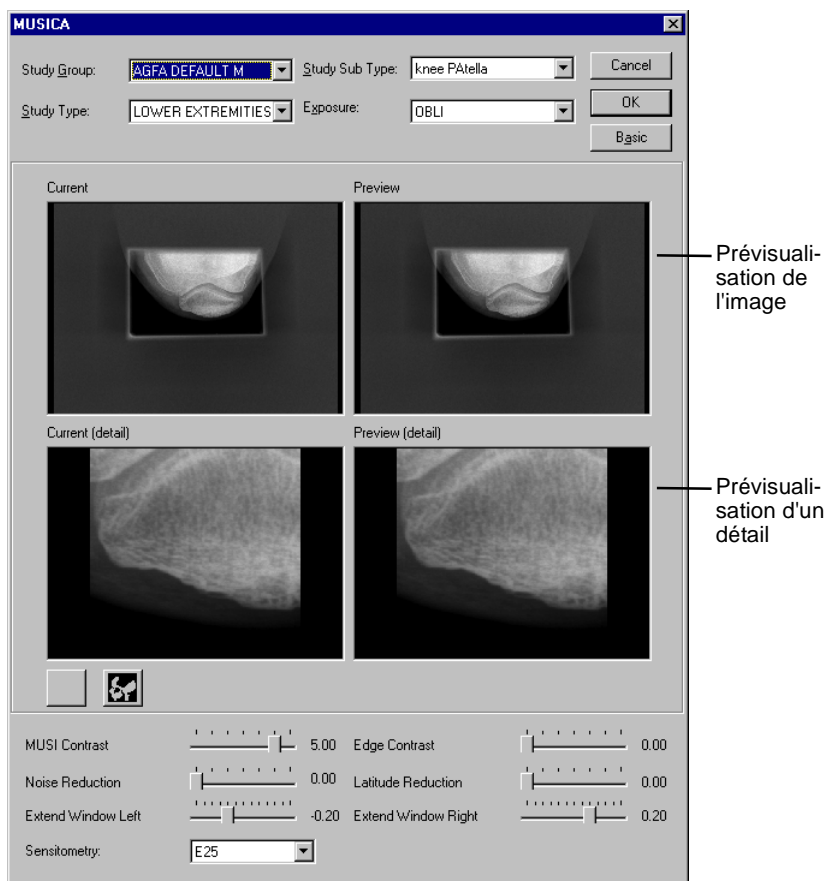 MUSICA
Study Group: AGFA DEFAULT M Study Sub Type: knee PAtella Cancel
Study Type: LOWER EXTREMITIES Exposure: OBLI OK
Basic
Current Preview
Prévisuali-
sation de
l'image
Current (detail) Preview (detail)
Prévisuali-
sation d'un
détail
MUSI Contrast 5.00 Edge Contrast 0.00
Noise Reduction 0.00 Latitude Reduction 0.00
Extend Window Left -0.20 Extend Window Right 0.20
Sensitometry: E25